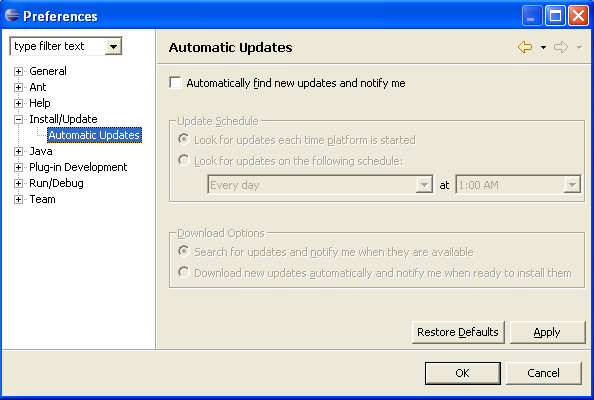 Preferences
type filter text
Automatic Updates
General
Ant
Help
Install/Update
Automatic Updates
Java
Plug-in Development
Run/Debug
Team
Automatically find new updates and notify me
Update Schedule
Look for updates each time platform is started
Look for updates on the following schedule:
Every day at 1:00 AM
Download Options
Search for updates and notify me when they are available
Download new updates automatically and notify me when ready to install them
Restore Defaults Apply
OK Cancel